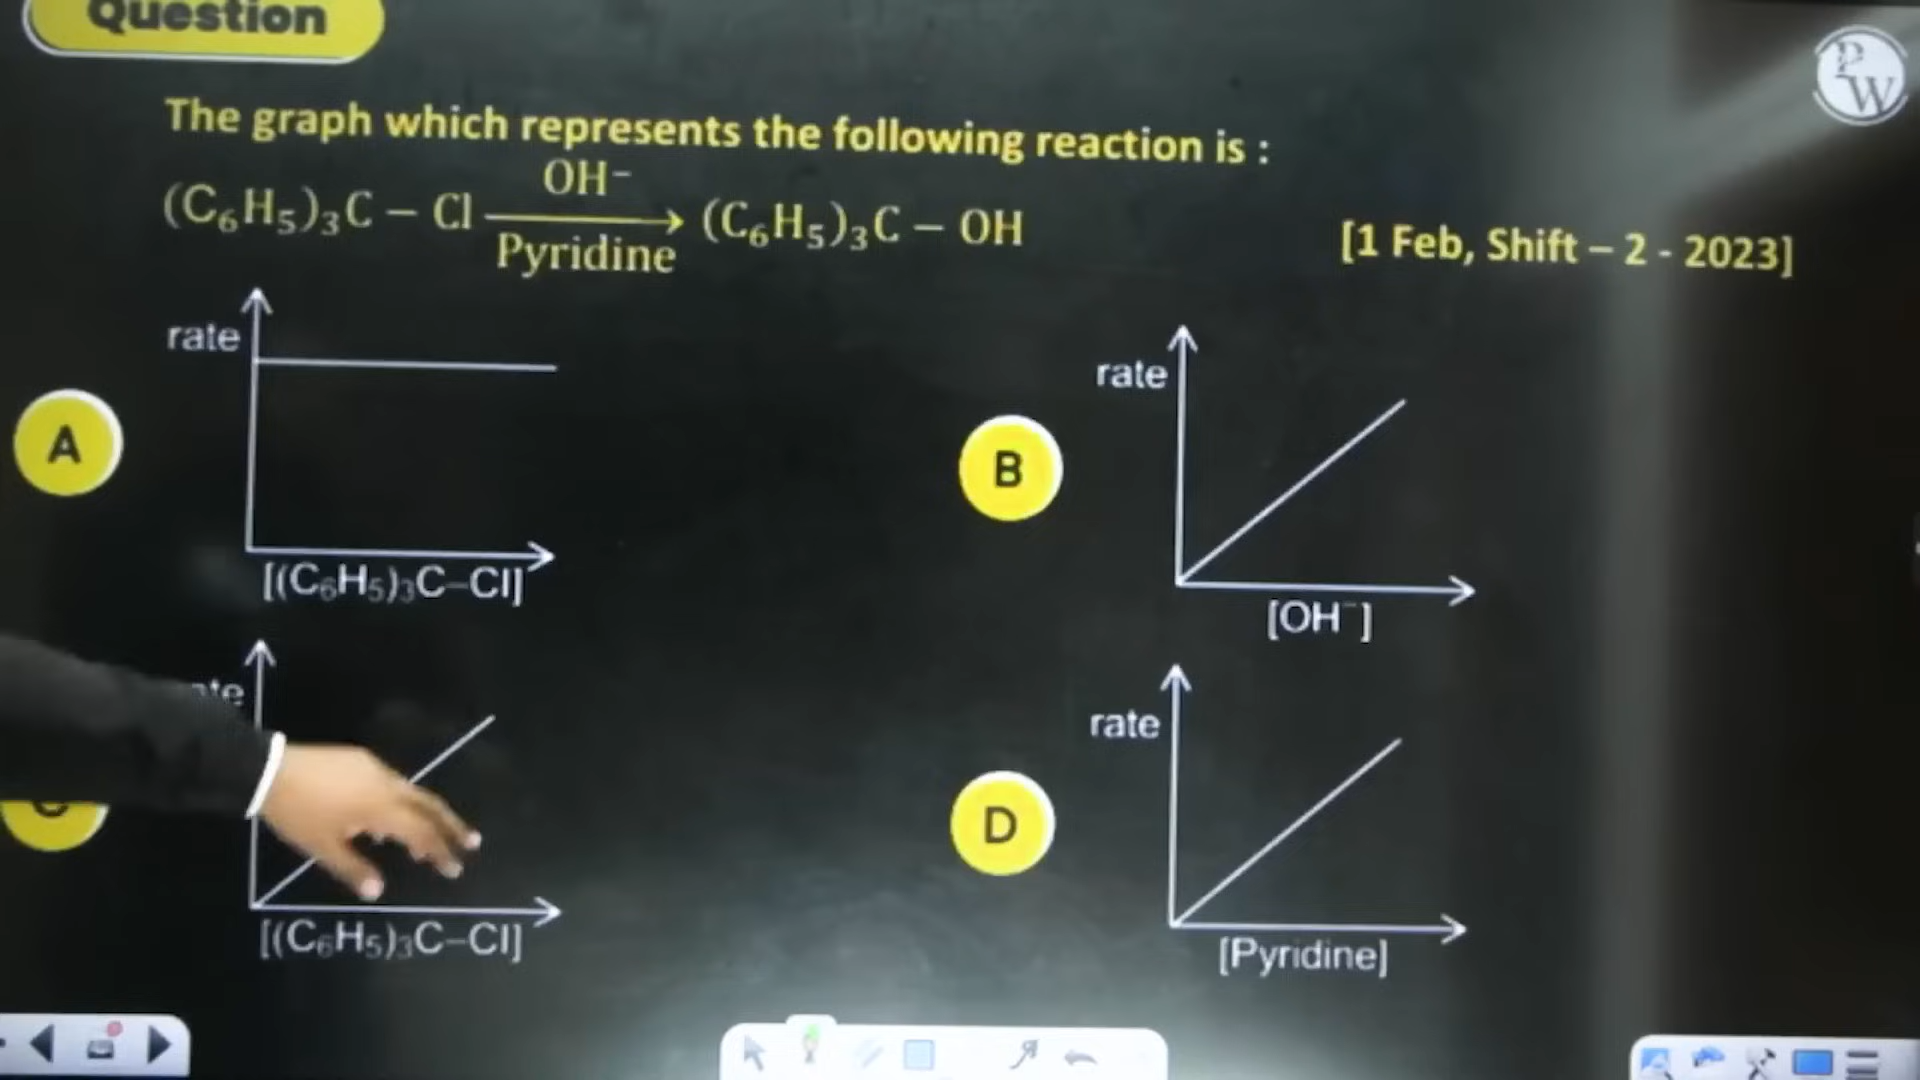 Question
The graph which represents the following reaction is :
OH⁻
(C₆H₅)₃C – Cl ⟶ (C₆H₅)₃C – OH
Pyridine
[1 Feb, Shift – 2 - 2023]
rate
A
[(C₆H₅)₃C–Cl]
rate
B
[OH⁻]
[(C₆H₅)₃C–Cl]
rate
D
[Pyridine]
PW